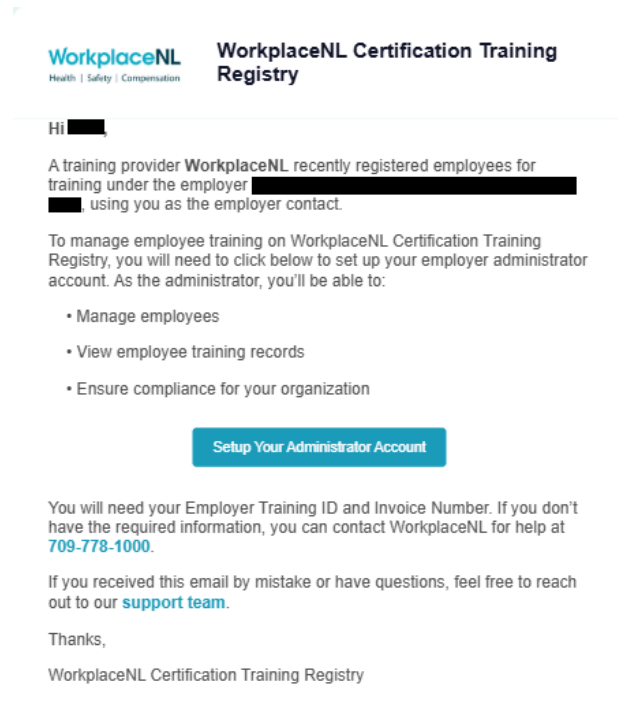 WorkplaceNL
Health | Safety | Compensation
WorkplaceNL Certification Training
Registry
Hi ,
A training provider WorkplaceNL recently registered employees for
training under the employer
, using you as the employer contact.
To manage employee training on WorkplaceNL Certification Training
Registry, you will need to click below to set up your employer administrator
account. As the administrator, you'll be able to:
• Manage employees
• View employee training records
• Ensure compliance for your organization
Setup Your Administrator Account
You will need your Employer Training ID and Invoice Number. If you don't
have the required information, you can contact WorkplaceNL for help at
709-778-1000.
If you received this email by mistake or have questions, feel free to reach
out to our support team.
Thanks,
WorkplaceNL Certification Training Registry